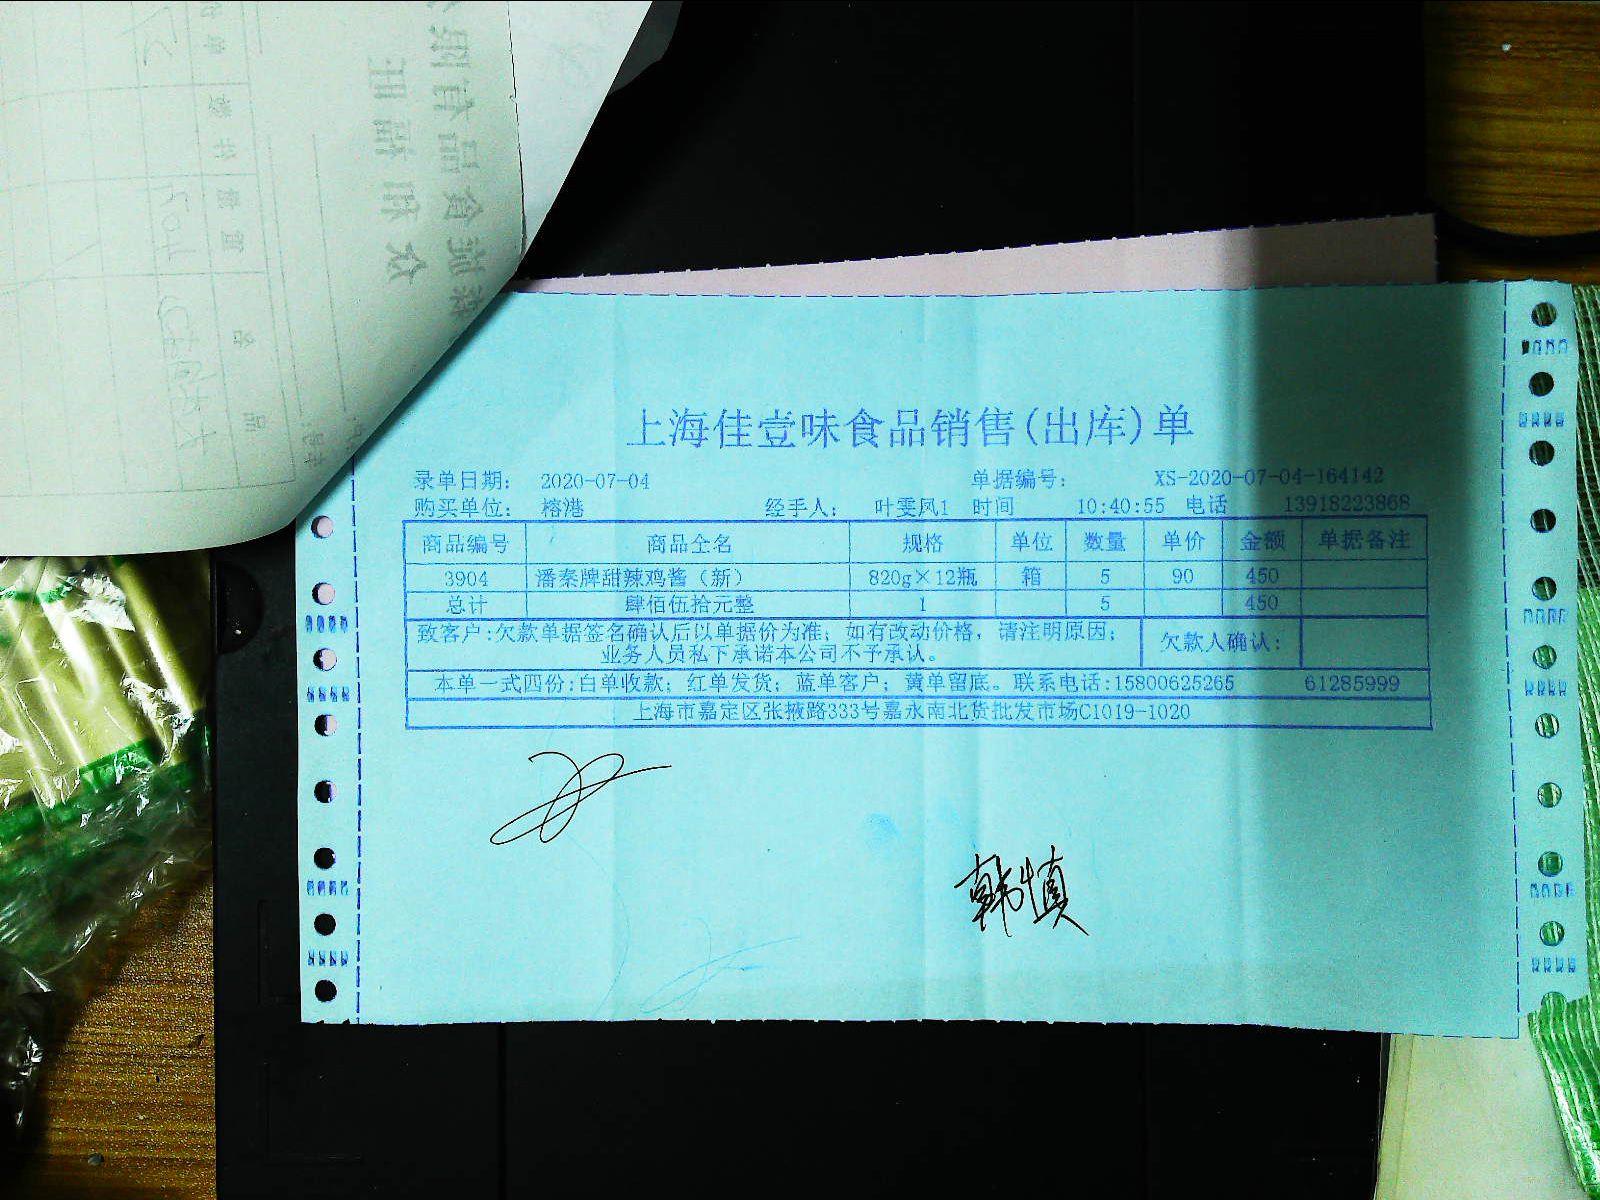 上海佳壹味食品销售(出库)单
录单日期: 2020-07-04 单据编号: XS-2020-07-04-164142
购买单位: 榕港 经手人: 叶雯凤1 时间 10:40:55 电话 13918223868
商品编号 商品全名 规格 单位 数量 单价 金额 单据备注
3904 潘泰牌甜辣鸡酱（新） 820g×12瓶 箱 5 90 450
总计 肆佰伍拾元整 1 5 450
致客户:欠款单据签名确认后以单据价为准; 如有改动价格, 请注明原因;
业务人员私下承诺本公司不予承认。
欠款人确认:
本单一式四份:白单收款; 红单发货; 蓝单客户; 黄单留底。联系电话:15800625265 61285999
上海市嘉定区张掖路333号嘉永南北货批发市场C1019-1020
韩慎